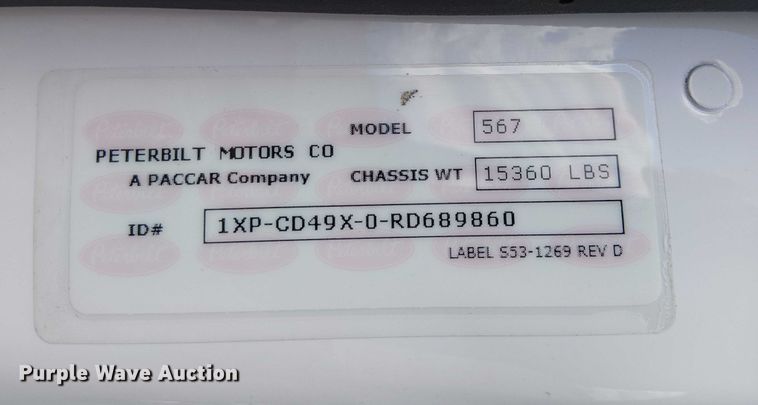 MODEL 567
PETERBILT MOTORS CO
A PACCAR Company CHASSIS WT 15360 LBS
ID# 1XP-CD49X-0-RD689860
LABEL S53-1269 REV D
Purple Wave Auction